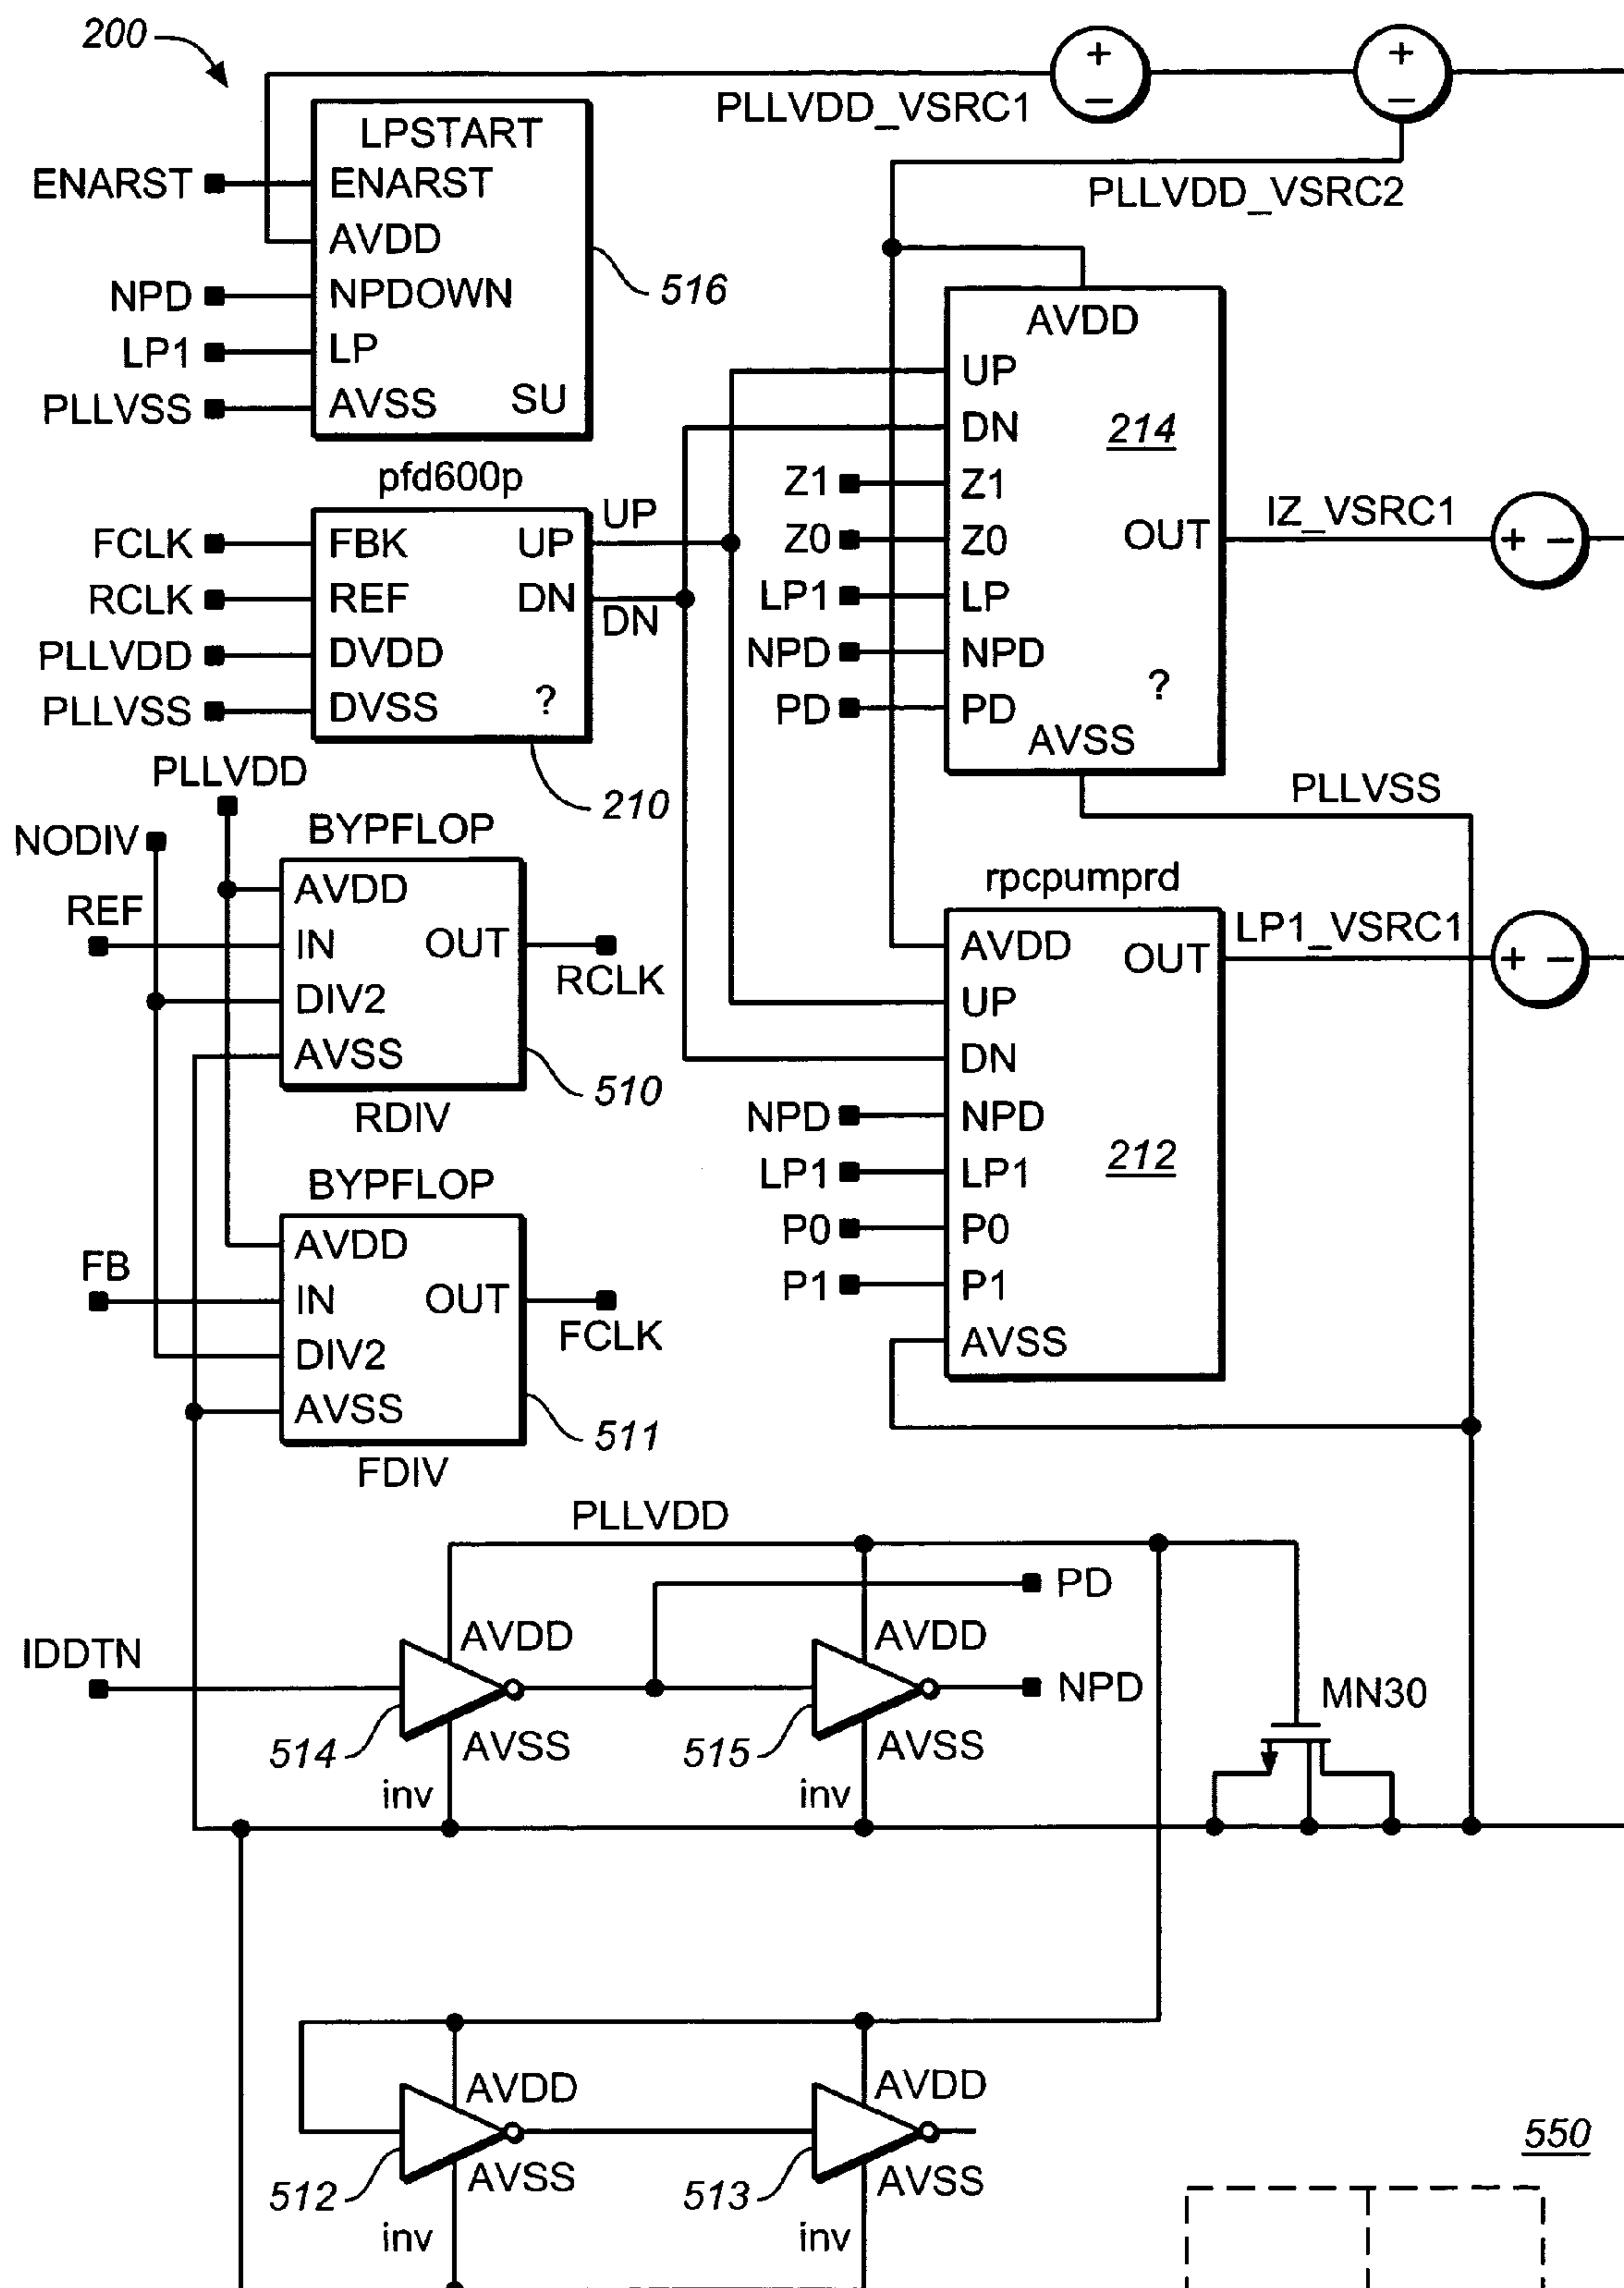 200
PLLVDD_VSRC1
+
−
+
−
PLLVDD_VSRC2
LPSTART
ENARST
ENARST
AVDD
NPD
NPDOWN
LP1
LP
PLLVSS
AVSS
SU
516
pfd600p
FCLK
FBK
UP
UP
RCLK
REF
DN
DN
PLLVDD
DVDD
PLLVSS
DVSS
?
210
AVDD
UP
DN
214
Z1
Z1
Z0
Z0
OUT
IZ_VSRC1
+ −
LP1
LP
NPD
NPD
PD
PD
?
AVSS
PLLVSS
PLLVDD
NODIV
BYPFLOP
AVDD
REF
IN
OUT
RCLK
DIV2
AVSS
510
RDIV
BYPFLOP
AVDD
FB
IN
OUT
FCLK
DIV2
AVSS
511
FDIV
rpcpumprd
AVDD
OUT
LP1_VSRC1
+ −
UP
DN
NPD
NPD
212
LP1
LP1
P0
P0
P1
P1
AVSS
PLLVDD
PD
IDDTN
AVDD
AVDD
NPD
MN30
514
AVSS
515
AVSS
inv
inv
AVDD
AVDD
550
512
AVSS
513
AVSS
inv
inv